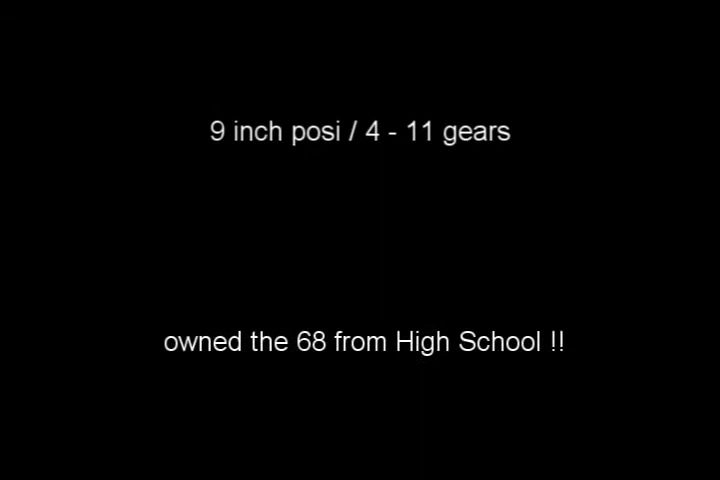 9 inch posi / 4 - 11 gears
owned the 68 from High School !!